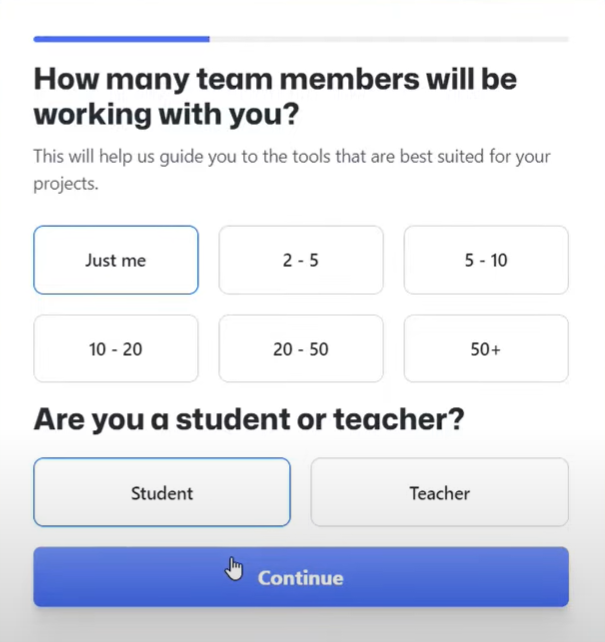 How many team members will be
working with you?
This will help us guide you to the tools that are best suited for your
projects.
Just me
2 - 5
5 - 10
10 - 20
20 - 50
50+
Are you a student or teacher?
Student
Teacher
Continue